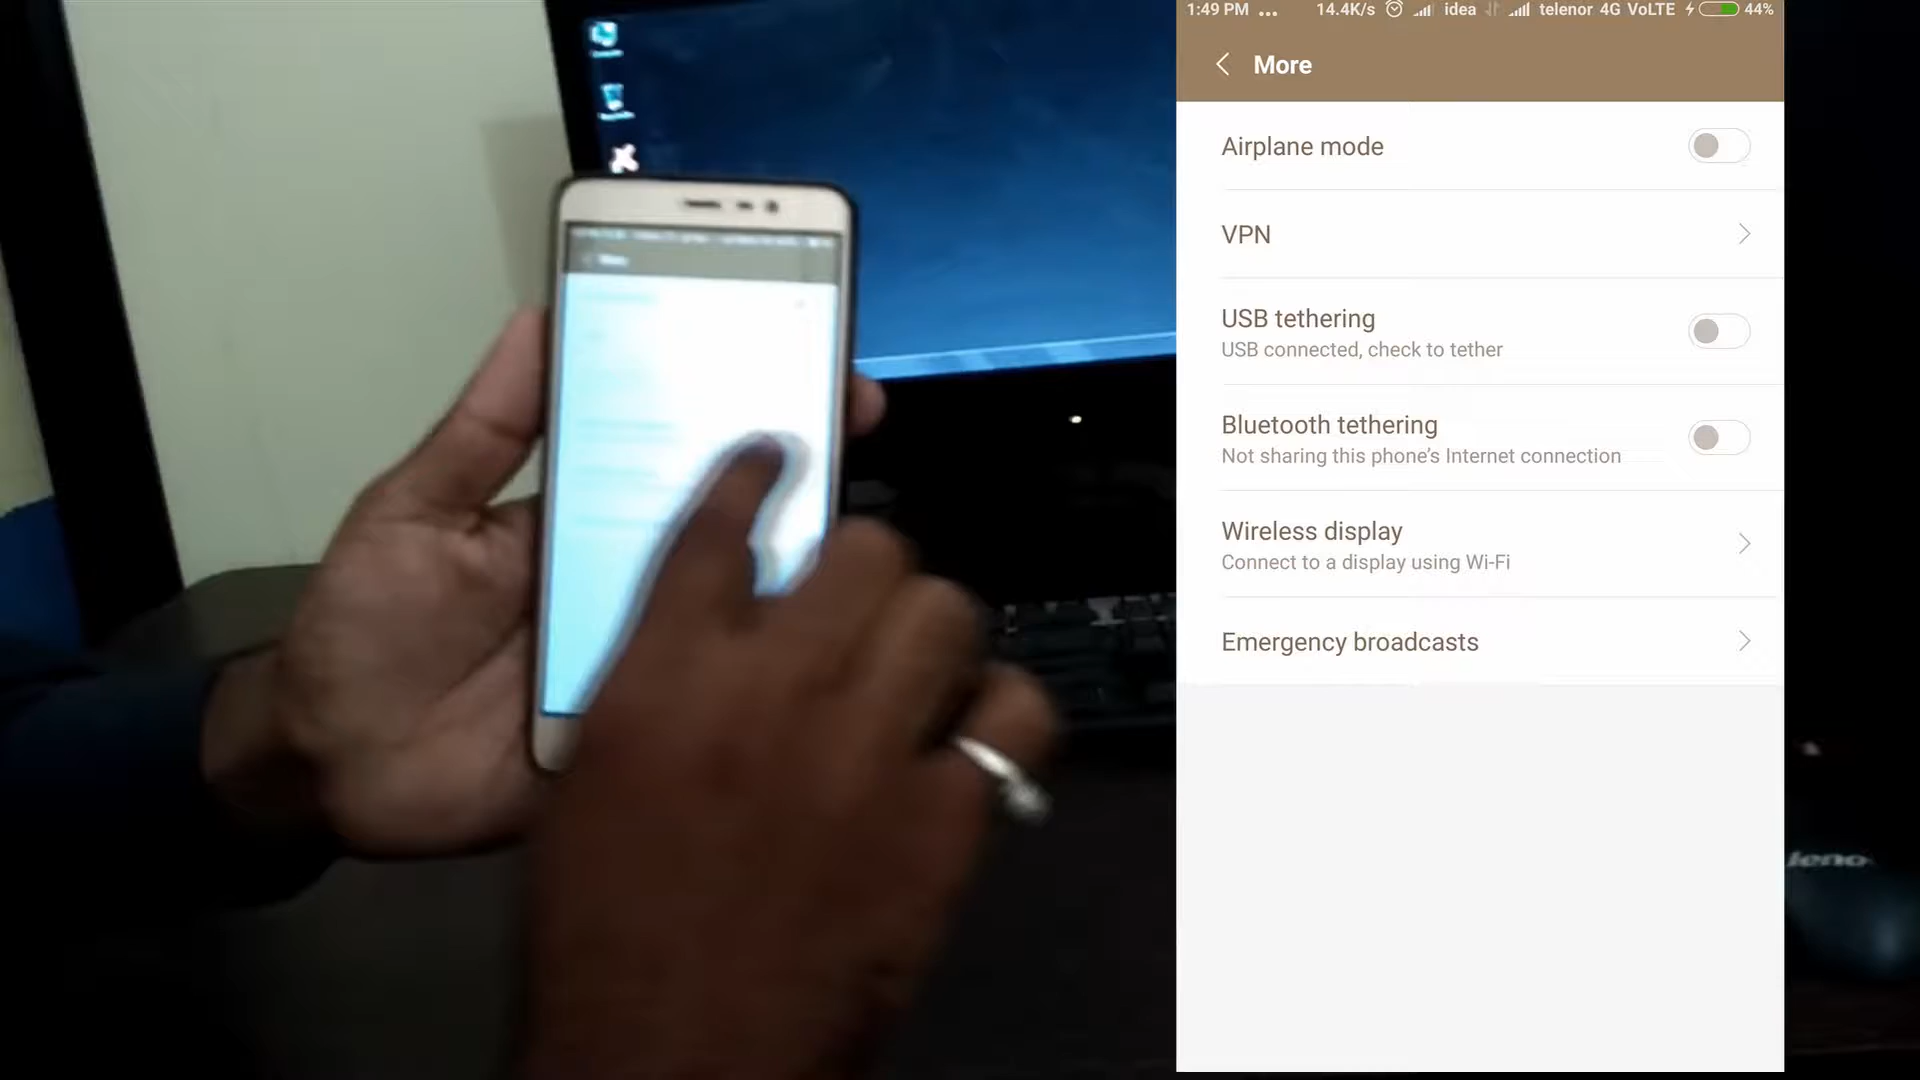 1:49 PM ... 14.4K/s idea telenor 4G VoLTE 44%
More
Airplane mode
VPN
USB tethering
USB connected, check to tether
Bluetooth tethering
Not sharing this phone's Internet connection
Wireless display
Connect to a display using Wi-Fi
Emergency broadcasts
leno